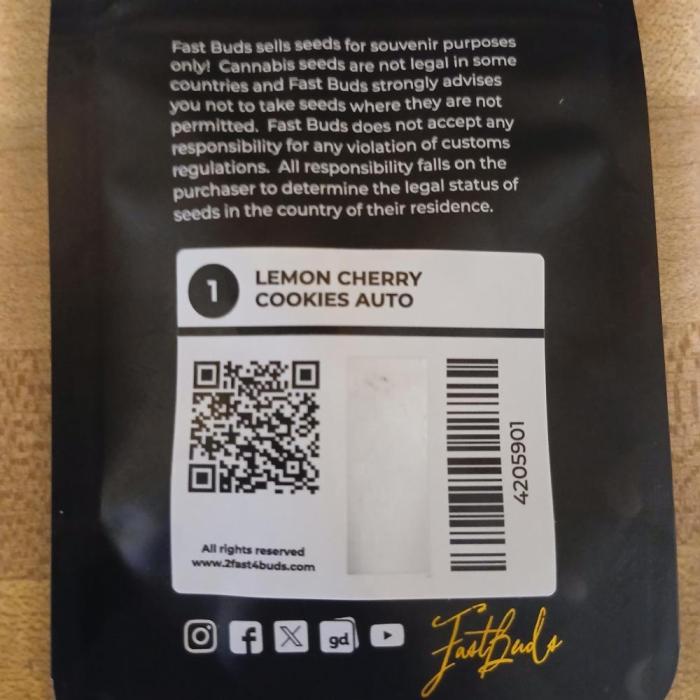 Fast Buds sells seeds for souvenir purposes
only! Cannabis seeds are not legal in some
countries and Fast Buds strongly advises
you not to take seeds where they are not
permitted. Fast Buds does not accept any
responsibility for any violation of customs
regulations. All responsibility falls on the
purchaser to determine the legal status of
seeds in the country of their residence.
1
LEMON CHERRY
COOKIES AUTO
4205901
All rights reserved
www.2fast4buds.com
gd
FastBuds